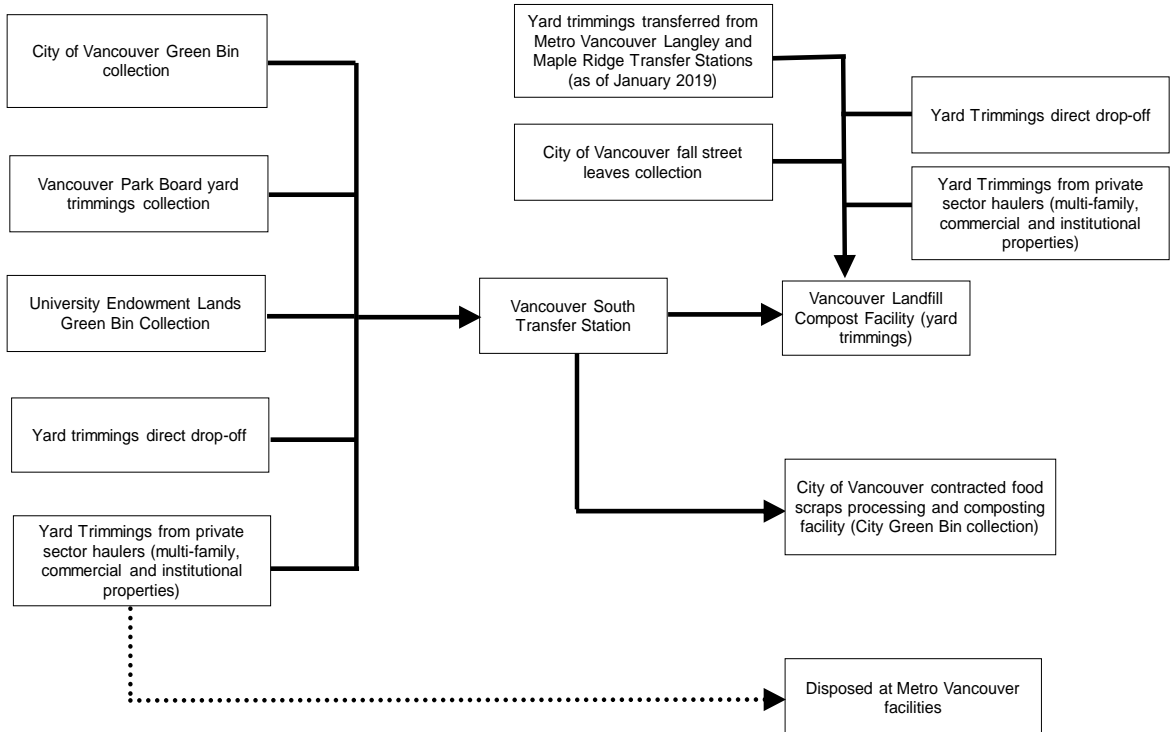 City of Vancouver Green Bin
collection
Vancouver Park Board yard
trimmings collection
University Endowment Lands
Green Bin Collection
Yard trimmings direct drop-off
Yard Trimmings from private
sector haulers (multi-family,
commercial and institutional
properties)
Vancouver South
Transfer Station
Yard trimmings transferred from
Metro Vancouver Langley and
Maple Ridge Transfer Stations
(as of January 2019)
City of Vancouver fall street
leaves collection
Yard Trimmings direct drop-off
Yard Trimmings from private
sector haulers (multi-family,
commercial and institutional
properties)
Vancouver Landfill
Compost Facility (yard
trimmings)
City of Vancouver contracted food
scraps processing and composting
facility (City Green Bin collection)
Disposed at Metro Vancouver
facilities